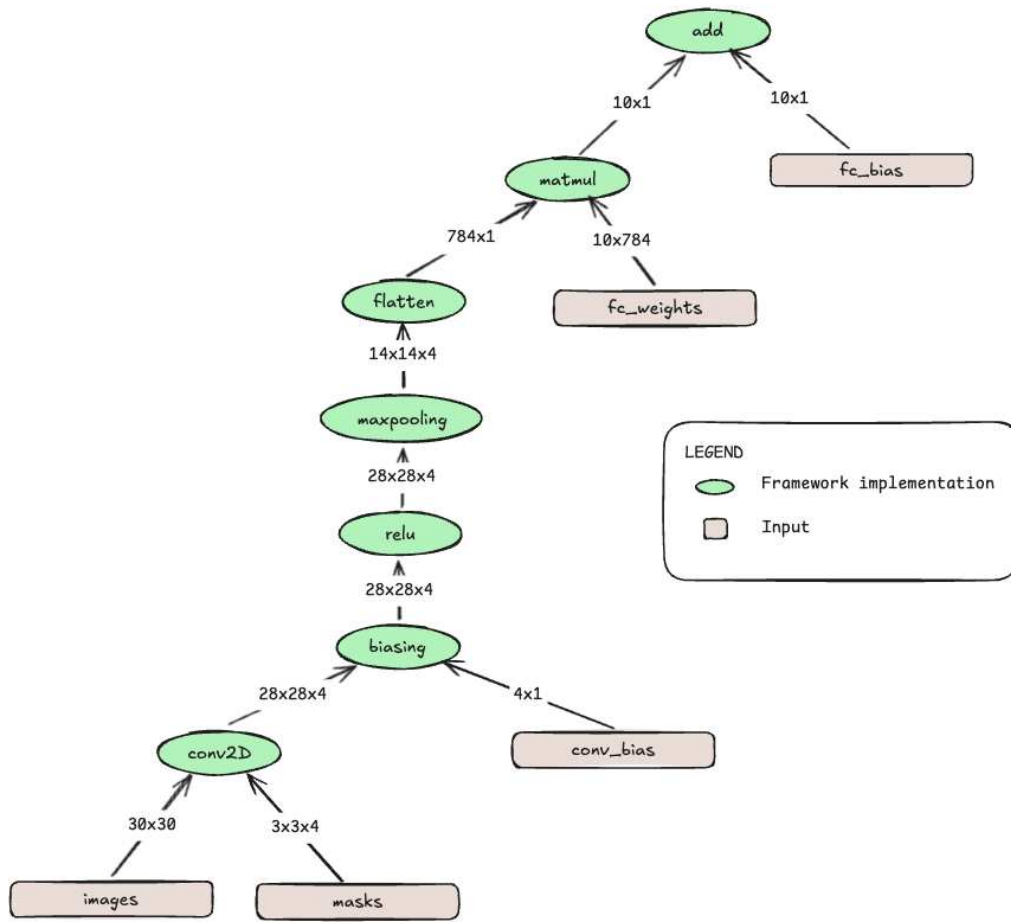 add
10x1
10x1
matmul
fc_bias
784x1
10x784
flatten
fc_weights
14x14x4
maxpooling
28x28x4
LEGEND
Framework implementation
Input
relu
28x28x4
biasing
28x28x4
4x1
conv2D
conv_bias
30x30
3x3x4
images
masks